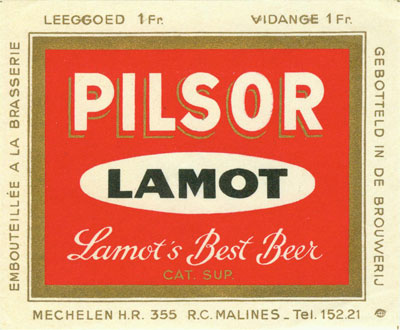 LEEGGOED 1 Fr. VIDANGE 1 Fr.
EMBOUTEILLÉE A LA BRASSERIE
GEBOTTELD IN DE BROUWERIJ
PILSOR
LAMOT
Lamot's Best Beer
CAT. SUP.
MECHELEN H.R. 355 R.C. MALINES _ Tel. 152.21